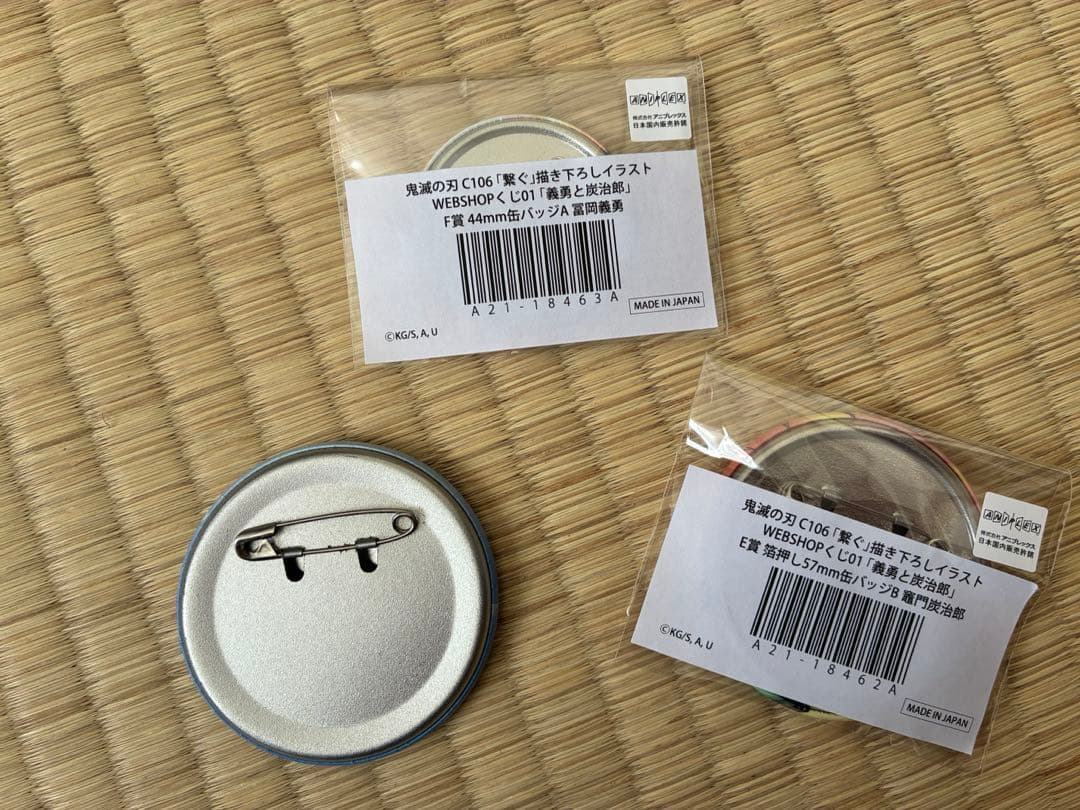 ANIPLEX
株式会社 アニプレックス
日本国内販売許諾
鬼滅の刃 C106「繋ぐ」描き下ろしイラスト
WEBSHOPくじ01「義勇と炭治郎」
F賞 44mm缶バッジA 冨岡義勇
A21-18463A
MADE IN JAPAN
©KG/S, A, U
ANIPLEX
株式会社 アニプレックス
日本国内販売許諾
鬼滅の刃 C106「繋ぐ」描き下ろしイラスト
WEBSHOPくじ01「義勇と炭治郎」
E賞 箔押し57mm缶バッジB 竈門炭治郎
©KG/S, A, U
A21-18462A
MADE IN JAPAN